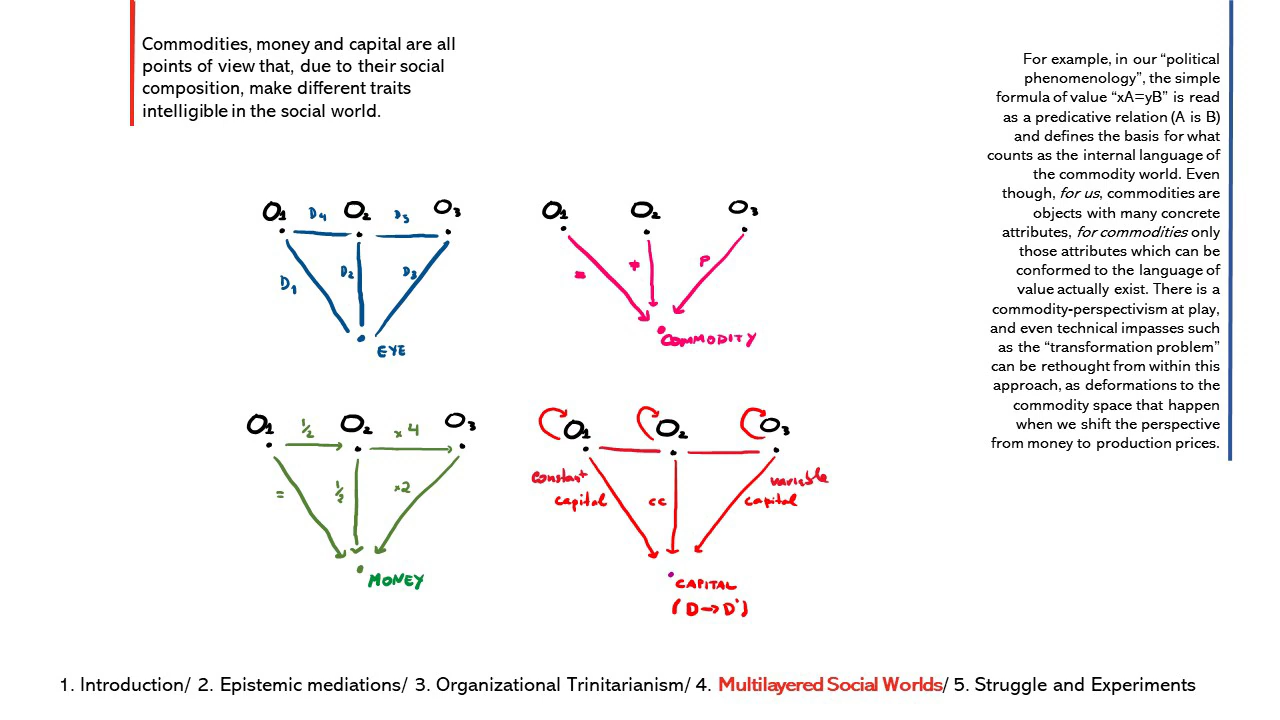 Commodities, money and capital are all
points of view that, due to their social
composition, make different traits
intelligible in the social world.
For example, in our “political
phenomenology”, the simple
formula of value “xA=yB” is read
as a predicative relation (A is B)
and defines the basis for what
counts as the internal language of
the commodity world. Even
though, for us, commodities are
objects with many concrete
attributes, for commodities only
those attributes which can be
conformed to the language of
value actually exist. There is a
commodity-perspectivism at play,
and even technical impasses such
as the “transformation problem”
can be rethought from within this
approach, as deformations to the
commodity space that happen
when we shift the perspective
from money to production prices.
O1 D4 O2 D5 O3
D1 D2 D3
EYE
O1 O2 O3
= ≠ P
COMMODITY
O1 ½ O2 x4 O3
= ½ x2
MONEY
O1 O2 O3
constant capital cc variable capital
CAPITAL
(D→D')
1. Introduction/ 2. Epistemic mediations/ 3. Organizational Trinitarianism/ 4. Multilayered Social Worlds/ 5. Struggle and Experiments